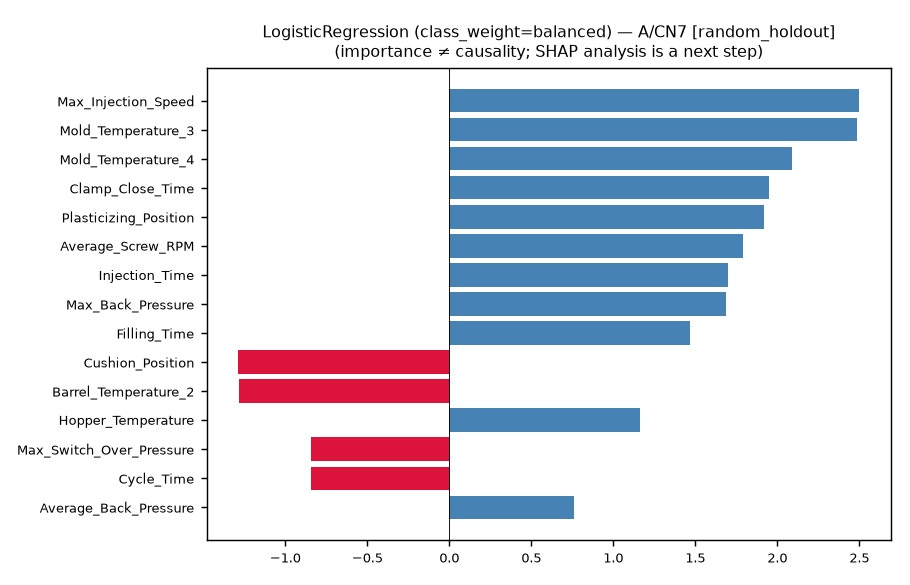 LogisticRegression (class_weight=balanced) — A/CN7 [random_holdout]
(importance ≠ causality; SHAP analysis is a next step)
Max_Injection_Speed
Mold_Temperature_3
Mold_Temperature_4
Clamp_Close_Time
Plasticizing_Position
Average_Screw_RPM
Injection_Time
Max_Back_Pressure
Filling_Time
Cushion_Position
Barrel_Temperature_2
Hopper_Temperature
Max_Switch_Over_Pressure
Cycle_Time
Average_Back_Pressure
−1.0 −0.5 0.0 0.5 1.0 1.5 2.0 2.5